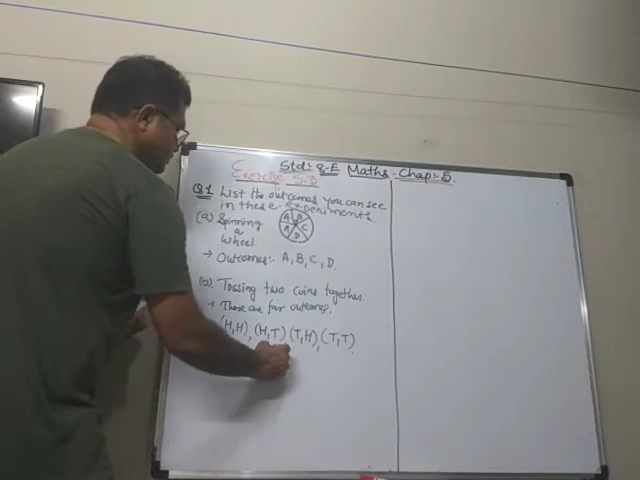 Std:- 8-E Maths - Chap:- 5.
Exercise 5.3
Q1 List the outcomes you can see
in these experiments.
(a) Spinning
a
wheel.
A D
C
A B
→ Outcomes:- A, B, C, D.
(b) Tossing two coins together.
→ There are for outcomes.
(H,H), (H,T) (T,H), (T,T)